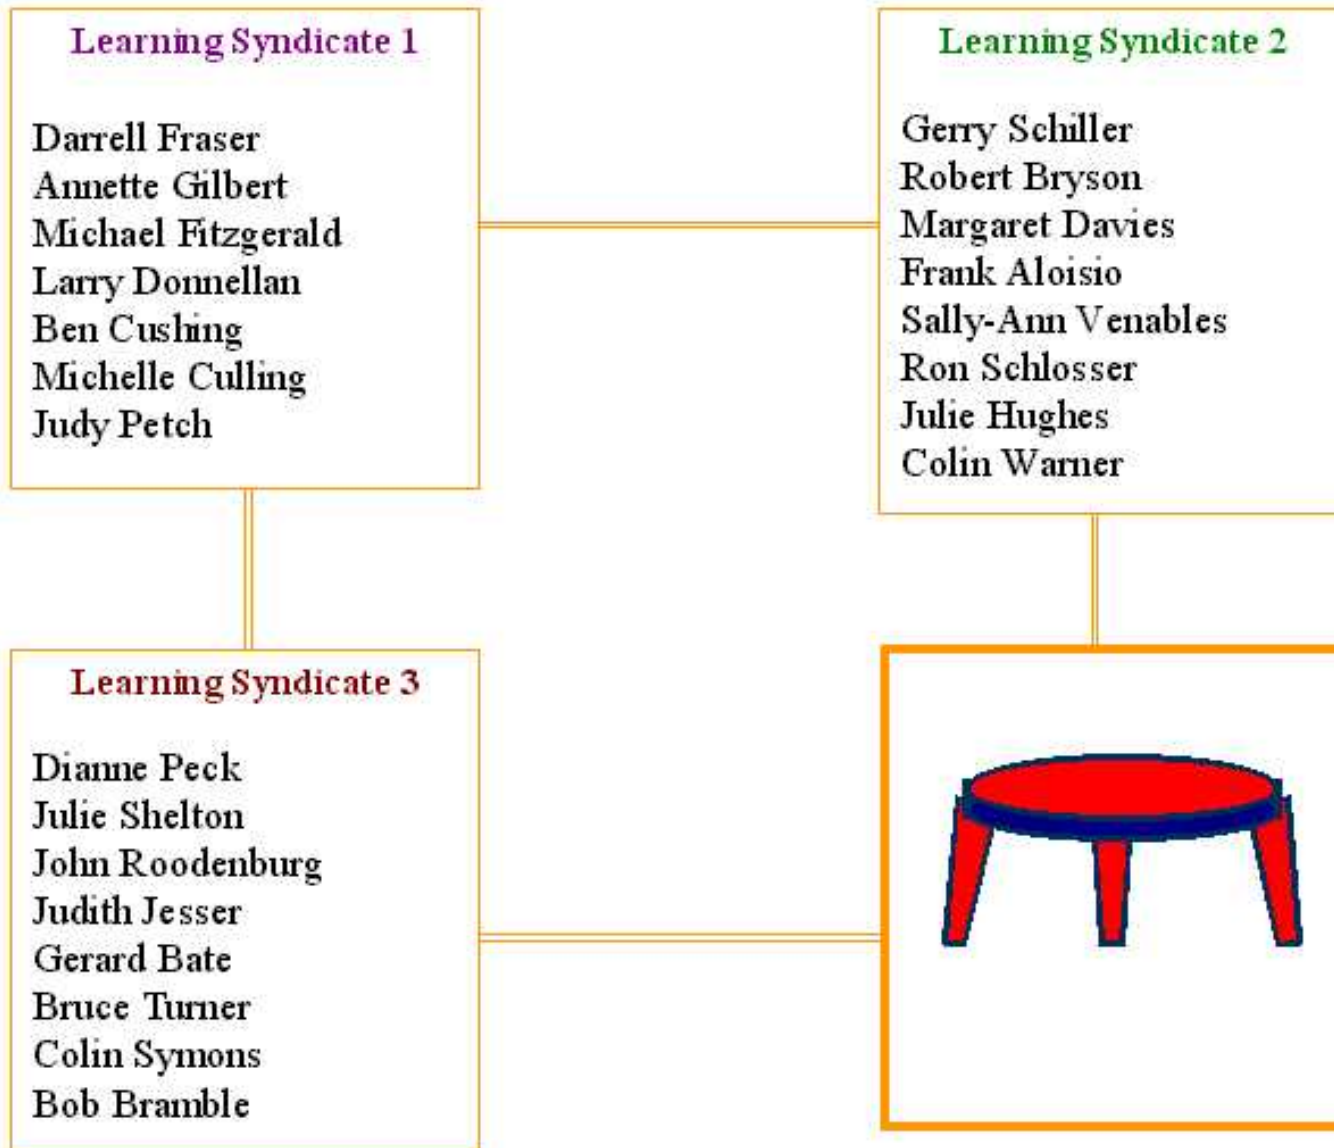 Learning Syndicate 1
Darrell Fraser
Annette Gilbert
Michael Fitzgerald
Larry Donnellan
Ben Cushing
Michelle Culling
Judy Petch
Learning Syndicate 2
Gerry Schiller
Robert Bryson
Margaret Davies
Frank Aloisio
Sally-Ann Venables
Ron Schlosser
Julie Hughes
Colin Warner
Learning Syndicate 3
Dianne Peck
Julie Shelton
John Roodenburg
Judith Jesser
Gerard Bate
Bruce Turner
Colin Symons
Bob Bramble